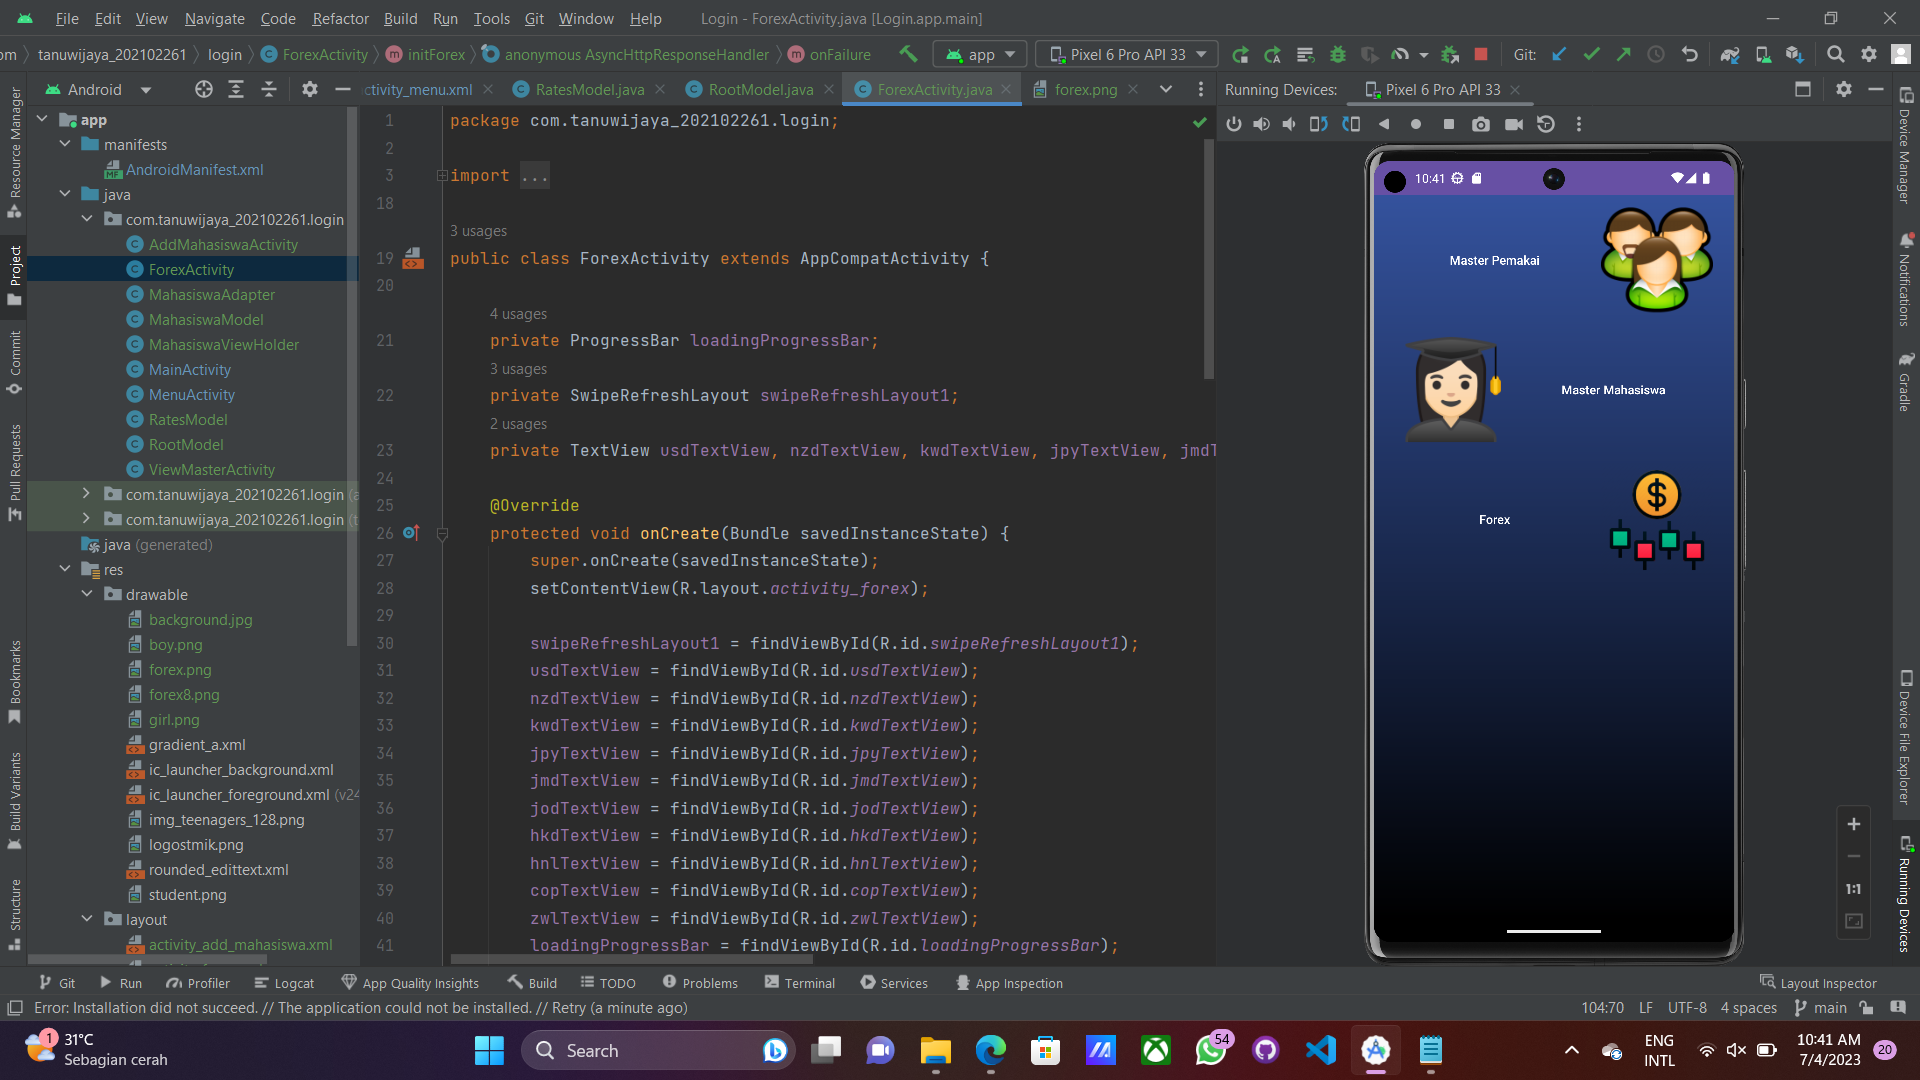 File Edit View Navigate Code Refactor Build Run Tools Git Window Help Login - ForexActivity.java [Login.app.main]
om tanuwijaya_202102261 login ForexActivity initForex anonymous AsyncHttpResponseHandler onFailure app Pixel 6 Pro API 33 Git:
Android ctivity_menu.xml RatesModel.java RootModel.java ForexActivity.java forex.png Running Devices: Pixel 6 Pro API 33
Resource Manager
Project
Commit
Pull Requests
Bookmarks
Build Variants
Structure
app
manifests
AndroidManifest.xml
java
com.tanuwijaya_202102261.login
AddMahasiswaActivity
ForexActivity
MahasiswaAdapter
MahasiswaModel
MahasiswaViewHolder
MainActivity
MenuActivity
RatesModel
RootModel
ViewMasterActivity
com.tanuwijaya_202102261.login (a
com.tanuwijaya_202102261.login (t
java (generated)
res
drawable
background.jpg
boy.png
forex.png
forex8.png
girl.png
gradient_a.xml
ic_launcher_background.xml
ic_launcher_foreground.xml (v24
img_teenagers_128.png
logostmik.png
rounded_edittext.xml
student.png
layout
activity_add_mahasiswa.xml
1 package com.tanuwijaya_202102261.login;
2
3 import ...
18
3 usages
19 public class ForexActivity extends AppCompatActivity {
20
4 usages
21 private ProgressBar loadingProgressBar;
3 usages
22 private SwipeRefreshLayout swipeRefreshLayout1;
2 usages
23 private TextView usdTextView, nzdTextView, kwdTextView, jpyTextView, jmdT
24
25 @Override
26 protected void onCreate(Bundle savedInstanceState) {
27 super.onCreate(savedInstanceState);
28 setContentView(R.layout.activity_forex);
29
30 swipeRefreshLayout1 = findViewById(R.id.swipeRefreshLayout1);
31 usdTextView = findViewById(R.id.usdTextView);
32 nzdTextView = findViewById(R.id.nzdTextView);
33 kwdTextView = findViewById(R.id.kwdTextView);
34 jpyTextView = findViewById(R.id.jpyTextView);
35 jmdTextView = findViewById(R.id.jmdTextView);
36 jodTextView = findViewById(R.id.jodTextView);
37 hkdTextView = findViewById(R.id.hkdTextView);
38 hnlTextView = findViewById(R.id.hnlTextView);
39 copTextView = findViewById(R.id.copTextView);
40 zwlTextView = findViewById(R.id.zwlTextView);
41 loadingProgressBar = findViewById(R.id.loadingProgressBar);
10:41
Master Pemakai
Master Mahasiswa
Forex
1:1
Device Manager
Notifications
Gradle
Device File Explorer
Running Devices
Git Run Profiler Logcat App Quality Insights Build TODO Problems Terminal Services App Inspection Layout Inspector
Error: Installation did not succeed. // The application could not be installed. // Retry (a minute ago) 104:70 LF UTF-8 4 spaces main
1 31°C
Sebagian cerah
Search
54
ENG
INTL
10:41 AM
7/4/2023
20